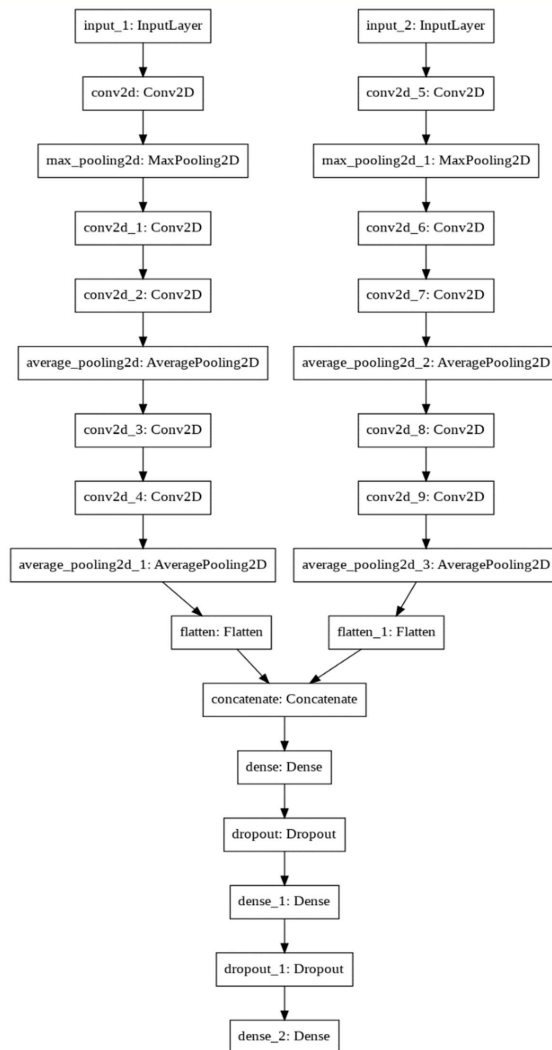 input_1: InputLayer
input_2: InputLayer
conv2d: Conv2D
conv2d_5: Conv2D
max_pooling2d: MaxPooling2D
max_pooling2d_1: MaxPooling2D
conv2d_1: Conv2D
conv2d_6: Conv2D
conv2d_2: Conv2D
conv2d_7: Conv2D
average_pooling2d: AveragePooling2D
average_pooling2d_2: AveragePooling2D
conv2d_3: Conv2D
conv2d_8: Conv2D
conv2d_4: Conv2D
conv2d_9: Conv2D
average_pooling2d_1: AveragePooling2D
average_pooling2d_3: AveragePooling2D
flatten: Flatten
flatten_1: Flatten
concatenate: Concatenate
dense: Dense
dropout: Dropout
dense_1: Dense
dropout_1: Dropout
dense_2: Dense